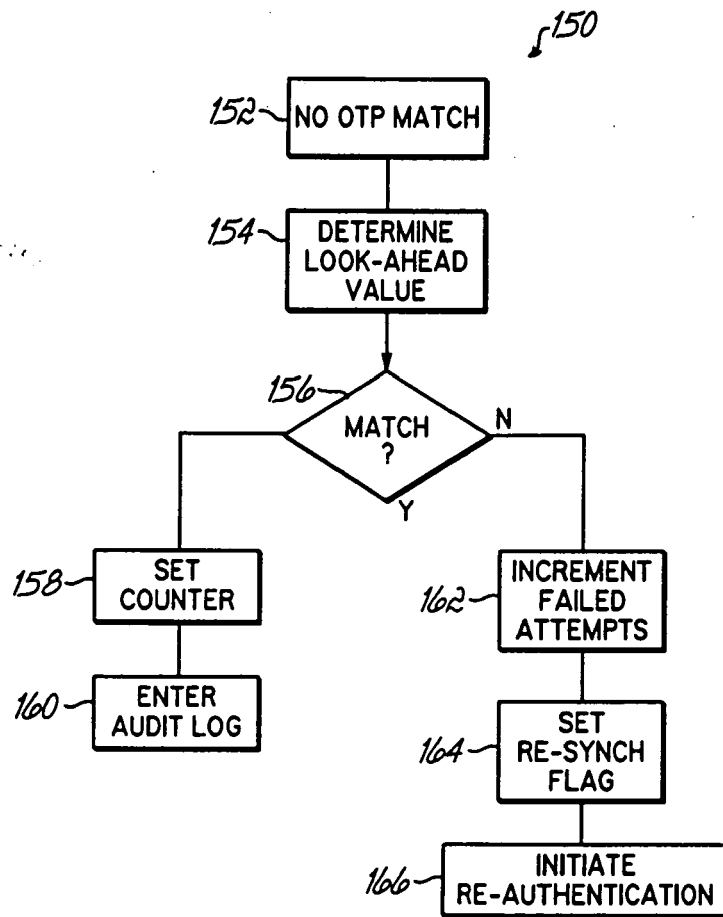 150
152
NO OTP MATCH
154
DETERMINE
LOOK-AHEAD
VALUE
156
MATCH
?
N
Y
158
SET
COUNTER
160
ENTER
AUDIT LOG
162
INCREMENT
FAILED
ATTEMPTS
164
SET
RE-SYNCH
FLAG
166
INITIATE
RE-AUTHENTICATION